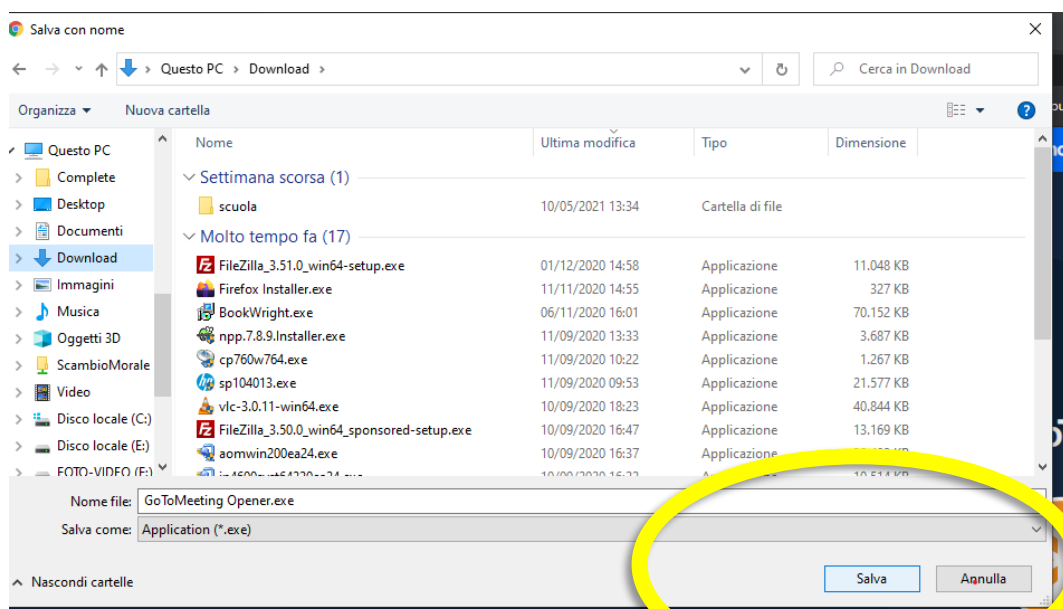 Salva con nome
Questo PC > Download >
Cerca in Download
Organizza
Nuova cartella
Nome
Ultima modifica
Tipo
Dimensione
Questo PC
Complete
Desktop
Documenti
Download
Immagini
Musica
Oggetti 3D
ScambioMorale
Video
Disco locale (C:)
Disco locale (E:)
FOTO-VIDEO (F:)
Settimana scorsa (1)
scuola 10/05/2021 13:34 Cartella di file
Molto tempo fa (17)
FileZilla_3.51.0_win64-setup.exe 01/12/2020 14:58 Applicazione 11.048 KB
Firefox Installer.exe 11/11/2020 14:55 Applicazione 327 KB
BookWright.exe 06/11/2020 16:01 Applicazione 70.152 KB
npp.7.8.9.Installer.exe 11/09/2020 13:33 Applicazione 3.687 KB
cp760w764.exe 11/09/2020 10:22 Applicazione 1.267 KB
sp104013.exe 11/09/2020 09:53 Applicazione 21.577 KB
vlc-3.0.11-win64.exe 10/09/2020 18:23 Applicazione 40.844 KB
FileZilla_3.50.0_win64_sponsored-setup.exe 10/09/2020 16:47 Applicazione 13.169 KB
aomwin200ea24.exe 10/09/2020 16:37 Applicazione
Nome file: GoToMeeting Opener.exe
Salva come: Application (*.exe)
Nascondi cartelle
Salva
Annulla